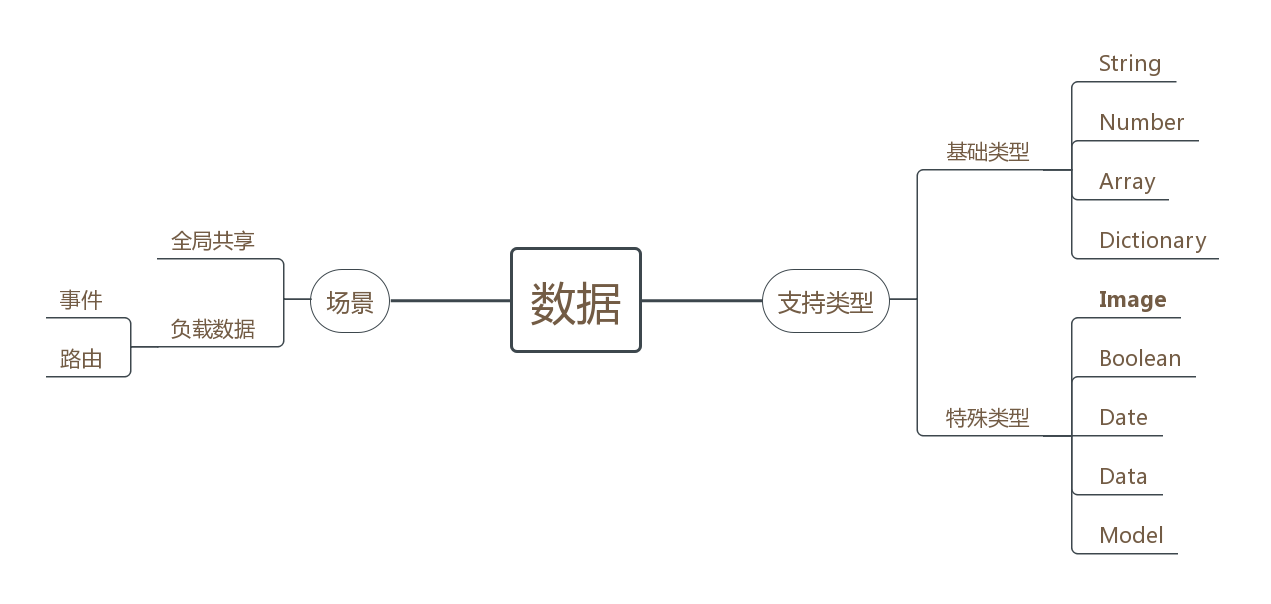 数据
场景
全局共享
负载数据
事件
路由
支持类型
基础类型
String
Number
Array
Dictionary
特殊类型
Image
Boolean
Date
Data
Model